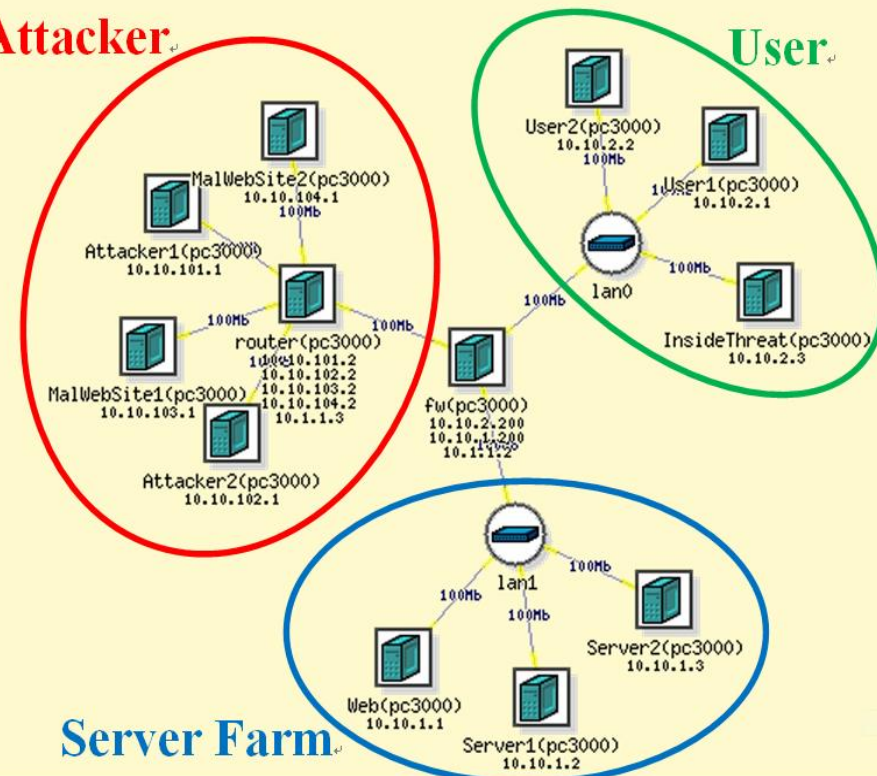 Attacker
User
User2(pc3000)
10.10.2.2
100Mb
User1(pc3000)
10.10.2.1
MalWebSite2(pc3000)
10.10.104.1
100Mb
Attacker1(pc3000)
10.10.101.1
lan0
100Mb
InsideThreat(pc3000)
10.10.2.3
100Mb
100Mb
100Mb
router(pc3000)
10.10.101.2
10.10.102.2
10.10.103.2
10.10.104.2
10.1.1.3
MalWebSite1(pc3000)
10.10.103.1
fw(pc3000)
10.10.2.200
10.10.1.200
10.1.1.2
Attacker2(pc3000)
10.10.102.1
lan1
100Mb
100Mb
100Mb
Server2(pc3000)
10.10.1.3
Web(pc3000)
10.10.1.1
Server1(pc3000)
10.10.1.2
Server Farm